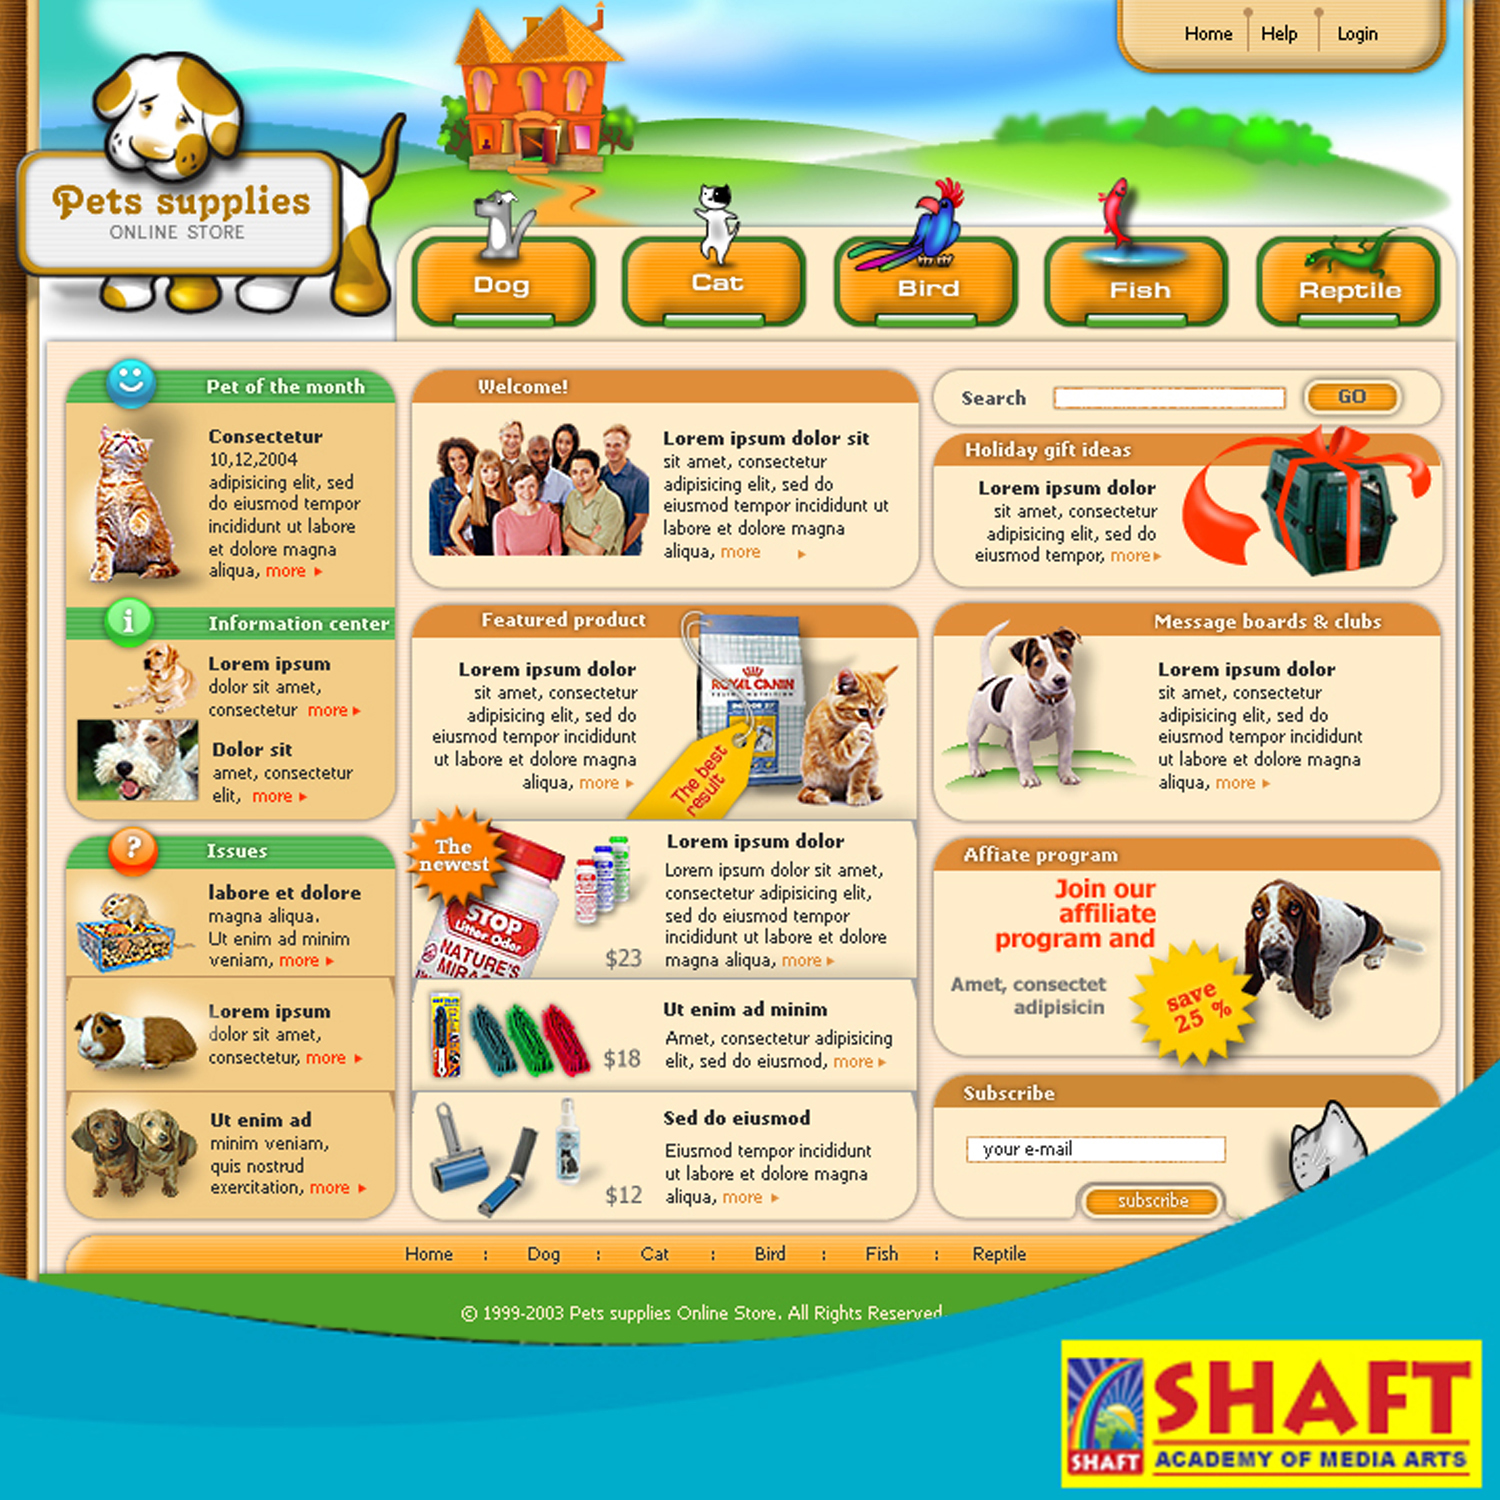 Home
Help
Login
Pets supplies
ONLINE STORE
Dog
Cat
Bird
Fish
Reptile
Pet of the month
Consectetur
10,12,2004
adipisicing elit, sed
do eiusmod tempor
incididunt ut labore
et dolore magna
aliqua, more
Information center
Lorem ipsum
dolor sit amet,
consectetur more
Dolor sit
amet, consectetur
elit, more
Issues
labore et dolore
magna aliqua.
Ut enim ad minim
veniam, more
Lorem ipsum
dolor sit amet,
consectetur, more
Ut enim ad
minim veniam,
quis nostrud
exercitation, more
Welcome!
Lorem ipsum dolor sit
sit amet, consectetur
adipisicing elit, sed do
eiusmod tempor incididunt ut
labore et dolore magna
aliqua, more
Featured product
Lorem ipsum dolor
sit amet, consectetur
adipisicing elit, sed do
eiusmod tempor incididunt
ut labore et dolore magna
aliqua, more
ROYAL CANIN
The best
result
The
newest
STOP
Litter Odor
NATURE'S
Lorem ipsum dolor
Lorem ipsum dolor sit amet,
consectetur adipisicing elit,
sed do eiusmod tempor
incididunt ut labore et dolore
magna aliqua, more
$23
Ut enim ad minim
Amet, consectetur adipisicing
elit, sed do eiusmod, more
$18
Sed do eiusmod
Eiusmod tempor incididunt
ut labore et dolore magna
aliqua, more
$12
Search
GO
Holiday gift ideas
Lorem ipsum dolor
sit amet, consectetur
adipisicing elit, sed do
eiusmod tempor, more
Message boards & clubs
Lorem ipsum dolor
sit amet, consectetur
adipisicing elit, sed do
eiusmod tempor incididunt
ut labore et dolore magna
aliqua, more
Affiate program
Join our
affiliate
program and
Amet, consectet
adipisicin
save
25 %
Subscribe
your e-mail
subscribe
Home : Dog : Cat : Bird : Fish : Reptile
© 1999-2003 Pets supplies Online Store. All Rights Reserved
SHAFT
SHAFT
ACADEMY OF MEDIA ARTS